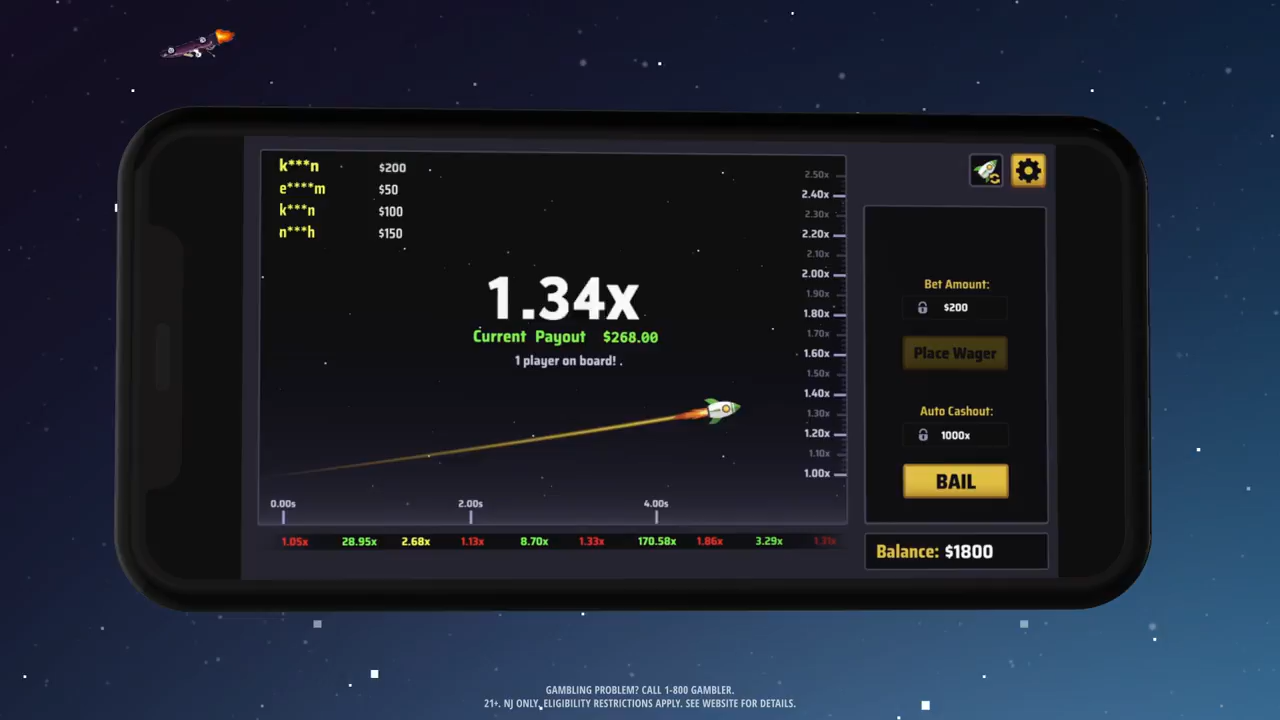 k***n $200
e****m $50
k***n $100
n***h $150
1.34x
Current Payout $268.00
1 player on board! .
2.50x
2.40x
2.30x
2.20x
2.10x
2.00x
1.90x
1.80x
1.70x
1.60x
1.50x
1.40x
1.30x
1.20x
1.10x
1.00x
0.00s 2.00s 4.00s
1.05x 28.95x 2.68x 1.13x 8.70x 1.33x 170.58x 1.86x 3.29x
Bet Amount:
$200
Place Wager
Auto Cashout:
1000x
BAIL
Balance: $1800
GAMBLING PROBLEM? CALL 1-800 GAMBLER.
21+. NJ ONLY. ELIGIBILITY RESTRICTIONS APPLY. SEE WEBSITE FOR DETAILS.